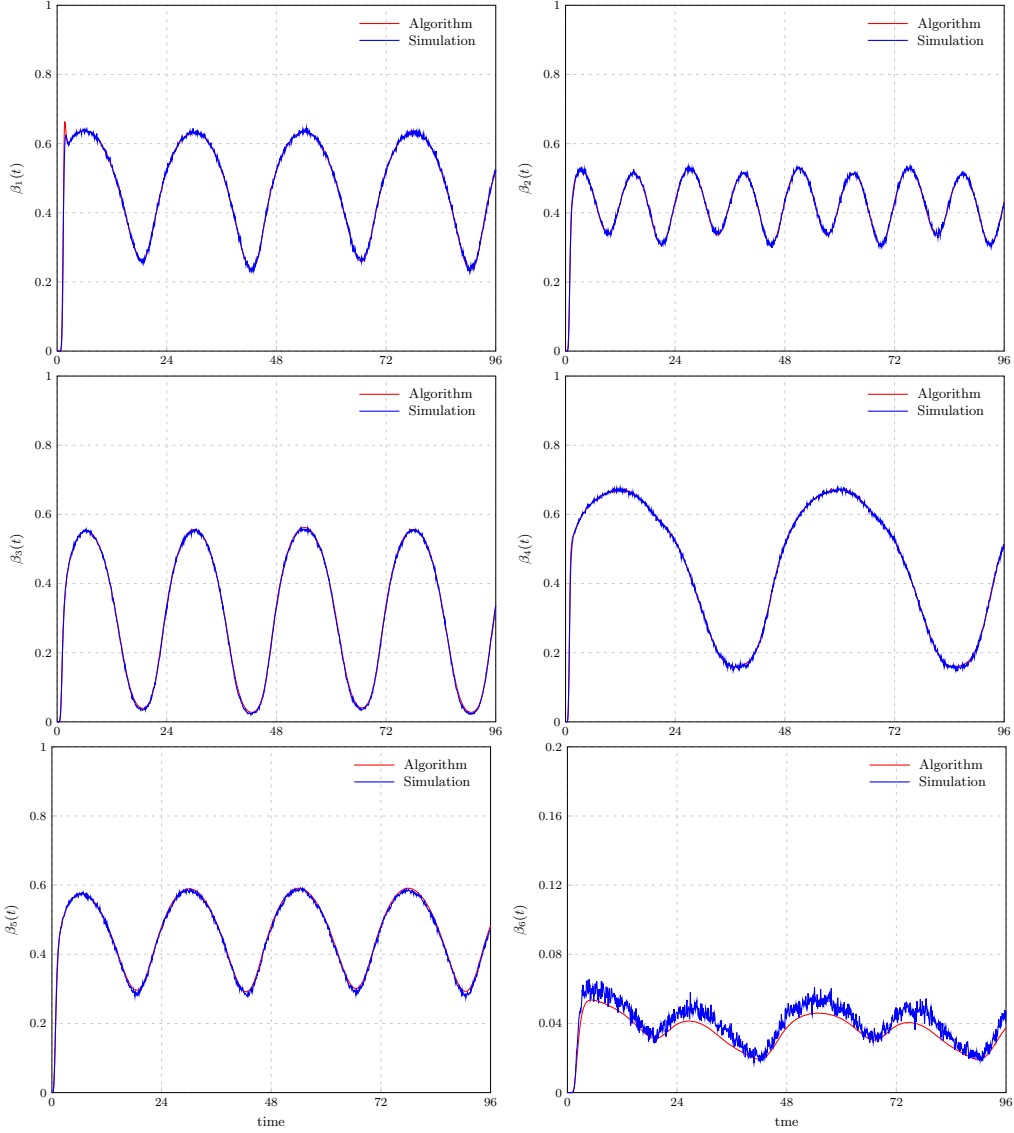 1
0.8
0.6
0.4
0.2
0
β₁(t)
Algorithm
Simulation
0 24 48 72 96
1
0.8
0.6
0.4
0.2
0
β₂(t)
Algorithm
Simulation
0 24 48 72 96
1
0.8
0.6
0.4
0.2
0
β₃(t)
Algorithm
Simulation
0 24 48 72 96
1
0.8
0.6
0.4
0.2
0
β₄(t)
Algorithm
Simulation
0 24 48 72 96
1
0.8
0.6
0.4
0.2
0
β₅(t)
Algorithm
Simulation
0 24 48 72 96
time
0.2
0.16
0.12
0.08
0.04
0
β₆(t)
Algorithm
Simulation
0 24 48 72 96
tme